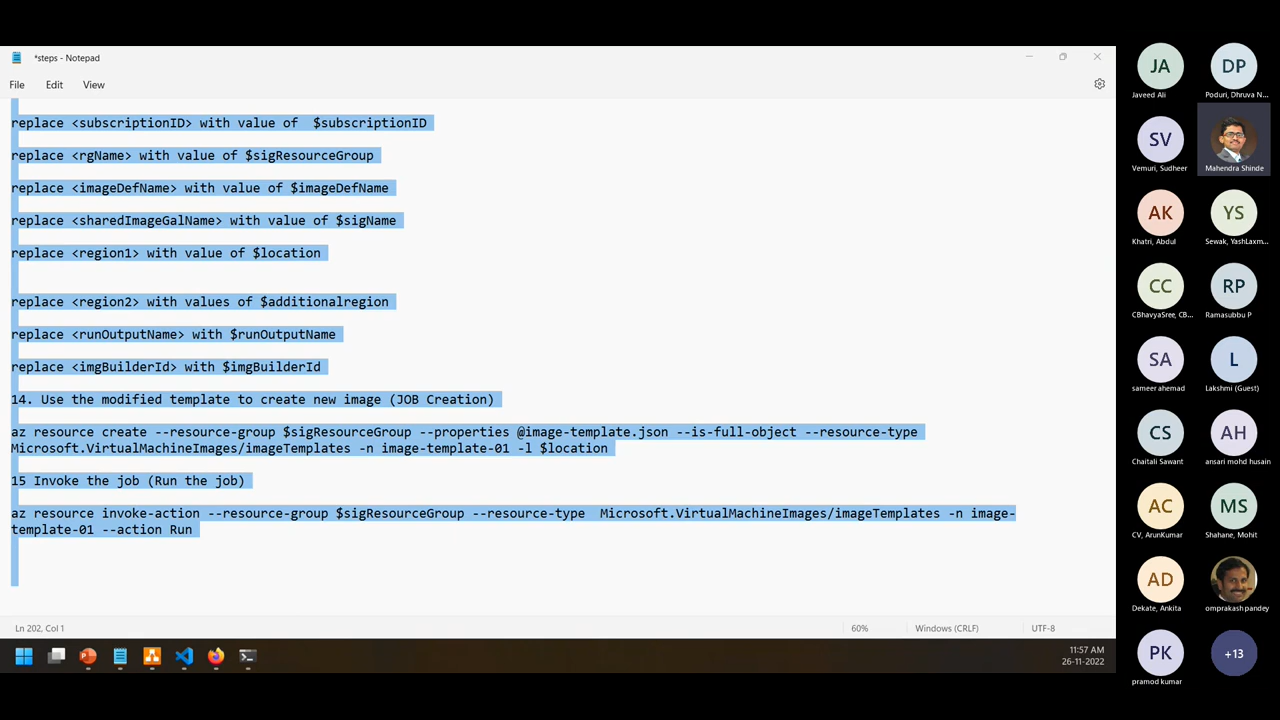 *steps - Notepad
File Edit View
replace <subscriptionID> with value of  $subscriptionID
replace <rgName> with value of $sigResourceGroup
replace <imageDefName> with value of $imageDefName
replace <sharedImageGalName> with value of $sigName
replace <region1> with value of $location
replace <region2> with values of $additionalregion
replace <runOutputName> with $runOutputName
replace <imgBuilderId> with $imgBuilderId
14. Use the modified template to create new image (JOB Creation)
az resource create --resource-group $sigResourceGroup --properties @image-template.json --is-full-object --resource-type
Microsoft.VirtualMachineImages/imageTemplates -n image-template-01 -l $location
15 Invoke the job (Run the job)
az resource invoke-action --resource-group $sigResourceGroup --resource-type  Microsoft.VirtualMachineImages/imageTemplates -n image-
template-01 --action Run
Ln 202, Col 1
60%
Windows (CRLF)
UTF-8
11:57 AM
26-11-2022
JA DP
Javeed Ali Poduri, Dhruva N...
SV
Vemuri, Sudheer Mahendra Shinde
AK YS
Khatri, Abdul Sewak, YashLaxm...
CC RP
CBhavyaSree, CB... Ramasubbu P
SA L
sameer ahemad Lakshmi (Guest)
CS AH
Chaitali Sawant ansari mohd husain
AC MS
CV, ArunKumar Shahane, Mohit
AD
Dekate, Ankita omprakash pandey
PK +13
pramod kumar